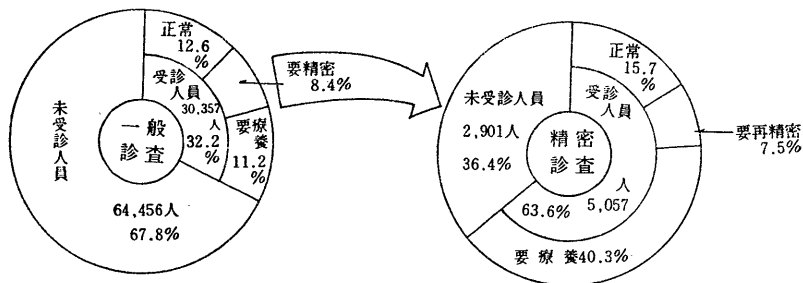 正常
12.6
%
受診
人員
30,357
人
32.2
%
要精密
8.4%
要療
養
11.2
%
未受診人員
一般
診査
64,456人
67.8%
正常
15.7
%
受診
人員
未受診人員
2,901人
36.4%
精密
診査
要再精密
7.5%
人
5,057
63.6%
要療養40.3%